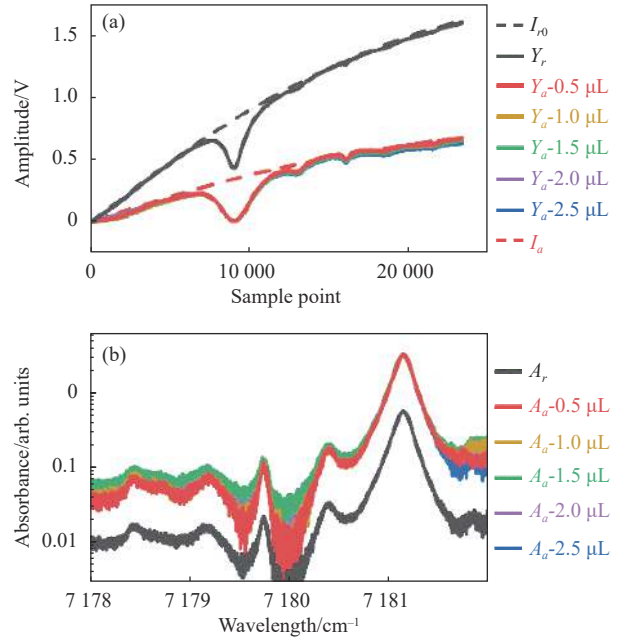 (a)
Amplitude/V
1.5
1.0
0.5
0
0
10 000
20 000
Sample point
I_{r0}
Y_r
Y_a-0.5 μL
Y_a-1.0 μL
Y_a-1.5 μL
Y_a-2.0 μL
Y_a-2.5 μL
I_a
(b)
Absorbance/arb. units
0
0.1
0.01
7 178
7 179
7 180
7 181
Wavelength/cm⁻¹
A_r
A_a-0.5 μL
A_a-1.0 μL
A_a-1.5 μL
A_a-2.0 μL
A_a-2.5 μL